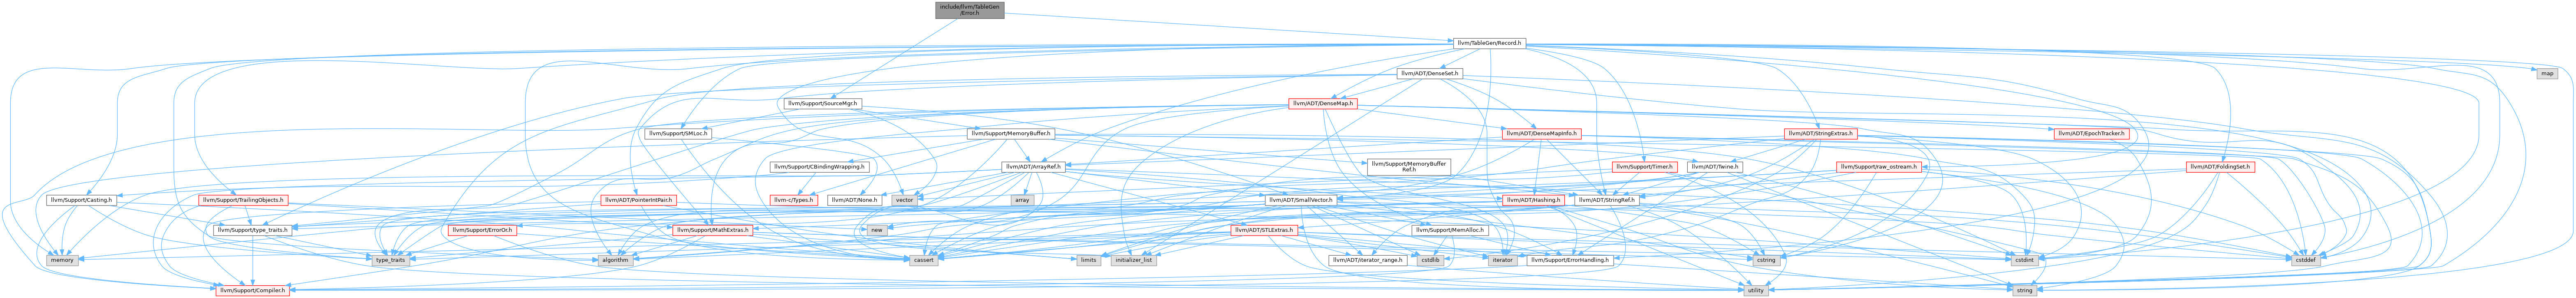 include/llvm/TableGen
/Error.h
llvm/TableGen/Record.h
llvm/ADT/DenseSet.h
map
llvm/Support/SourceMgr.h
llvm/ADT/DenseMap.h
llvm/Support/SMLoc.h
llvm/Support/MemoryBuffer.h
llvm/ADT/DenseMapInfo.h
llvm/ADT/StringExtras.h
llvm/ADT/EpochTracker.h
llvm/Support/CBindingWrapping.h
llvm/ADT/ArrayRef.h
llvm/Support/MemoryBuffer
Ref.h
llvm/Support/Timer.h
llvm/ADT/Twine.h
llvm/Support/raw_ostream.h
llvm/ADT/FoldingSet.h
llvm/Support/Casting.h
llvm/Support/TrailingObjects.h
llvm/ADT/PointerIntPair.h
llvm-c/Types.h
llvm/ADT/None.h
vector
array
llvm/ADT/SmallVector.h
llvm/ADT/Hashing.h
llvm/ADT/StringRef.h
llvm/Support/type_traits.h
llvm/Support/ErrorOr.h
llvm/Support/MathExtras.h
new
llvm/ADT/STLExtras.h
llvm/Support/MemAlloc.h
memory
type_traits
algorithm
cassert
limits
initializer_list
llvm/ADT/iterator_range.h
cstdlib
iterator
llvm/Support/ErrorHandling.h
cstring
cstdint
cstddef
llvm/Support/Compiler.h
utility
string